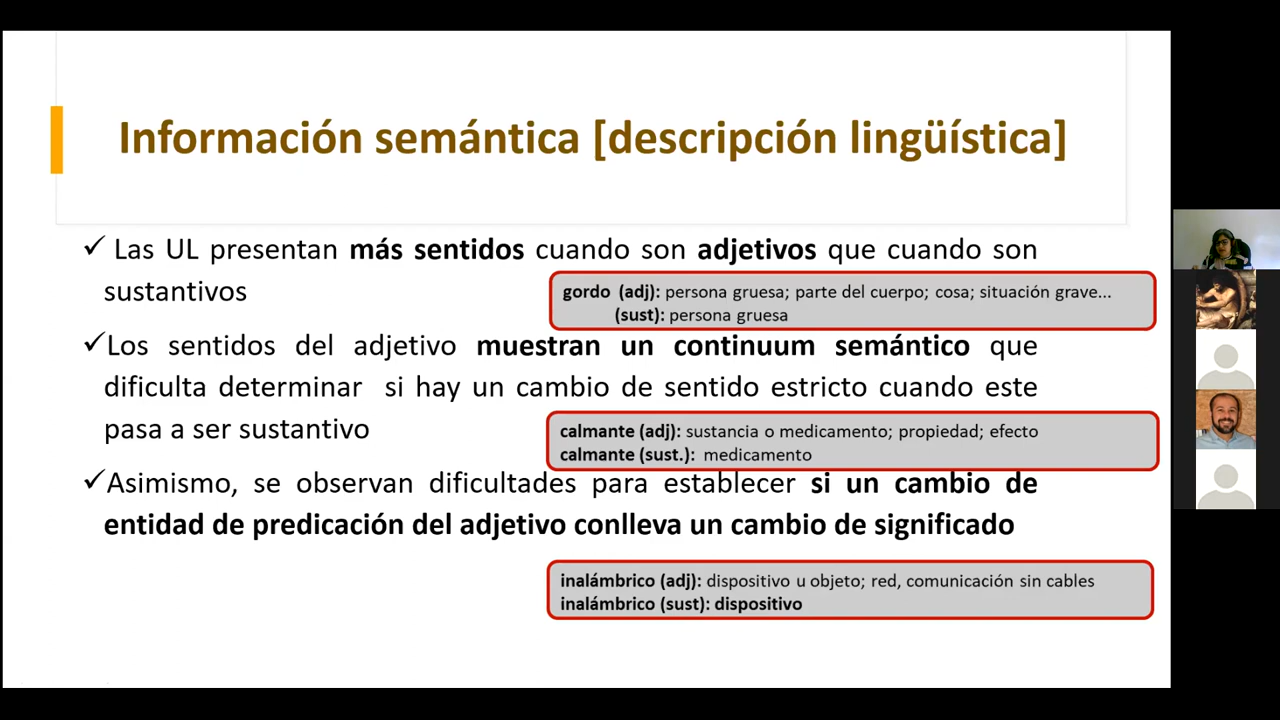 Información semántica [descripción lingüística]
✓ Las UL presentan más sentidos cuando son adjetivos que cuando son
sustantivos
gordo (adj): persona gruesa; parte del cuerpo; cosa; situación grave...
(sust): persona gruesa
✓Los sentidos del adjetivo muestran un continuum semántico que
dificulta determinar si hay un cambio de sentido estricto cuando este
pasa a ser sustantivo
calmante (adj): sustancia o medicamento; propiedad; efecto
calmante (sust.): medicamento
✓Asimismo, se observan dificultades para establecer si un cambio de
entidad de predicación del adjetivo conlleva un cambio de significado
inalámbrico (adj): dispositivo u objeto; red, comunicación sin cables
inalámbrico (sust): dispositivo